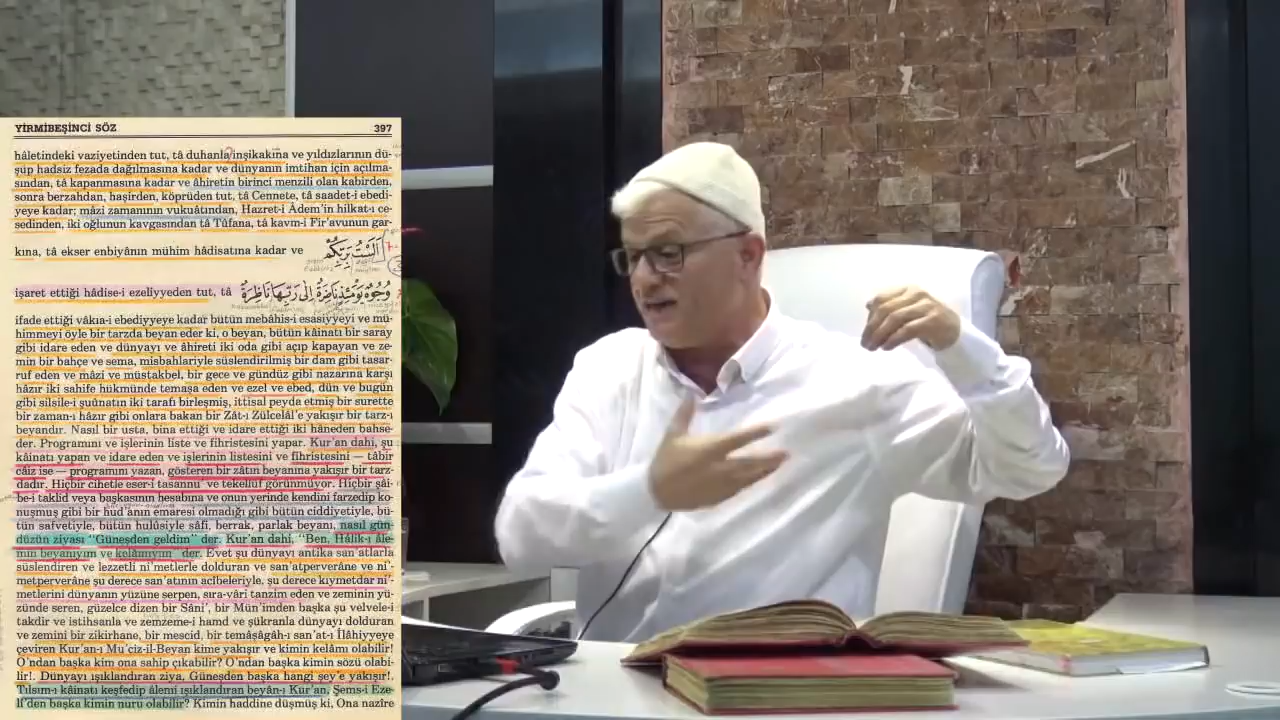 YİRMİBEŞİNCİ SÖZ 397
hâletindeki vaziyetinden tut, tâ duhanla inşikakına ve yıldızlarının dü-
şüp hadsiz fezada dağılmasına kadar ve dünyanın imtihan için açılma-
sından, tâ kapanmasına kadar ve âhiretin birinci menzili olan kabirden,
sonra berzahdan, haşirden, köprüden tut, tâ Cennete, tâ saadet-i ebedi-
yeye kadar; mâzi zamanının vukuâtından, Hazret-i Âdem'in hilkat-ı ce-
sedinden, iki oğlunun kavgasından tâ Tûfana, tâ kavm-i Fir'avunun gar-
kına, tâ ekser enbiyânın mühim hâdisatına kadar ve اَلَسْتُ بِرَبِّكُمْ
işaret ettiği hâdise-i ezeliyyeden tut, tâ وُجُوهٌ يَوْمَئِذٍ نَاضِرَةٌ اِلٰى رَبِّهَا نَاظِرَةٌ
ifade ettiği vâkıa-i ebediyyeye kadar bütün mebâhis-i esasiyyeyi ve mü-
himmeyi öyle bir tarzda beyan eder ki, o beyan, bütün kâinatı bir saray
gibi idare eden ve dünyayı ve âhireti iki oda gibi açıp kapayan ve ze-
min bir bahçe ve sema, misbahlariyle süslendirilmiş bir dam gibi tasar-
ruf eden ve mâzi ve müstakbel, bir gece ve gündüz gibi nazarına karşı
hâzır iki sahife hükmünde temaşa eden ve ezel ve ebed, dün ve bugün
gibi silsile-i şuûnatın iki tarafı birleşmiş, ittisal peyda etmiş bir surette
bir zaman-ı hâzır gibi onlara bakan bir Zât-ı Zülcelâl'e yakışır bir tarz-ı
beyandır. Nasıl bir usta, bina ettiği ve idare ettiği iki hâneden bahse-
der. Programını ve işlerinin liste ve fihristesini yapar. Kur'an dahi, şu
kâinatı yapan ve idare eden ve işlerinin listesini ve fihristesini — tâbir
câiz ise — programını yazan, gösteren bir zâtın beyanına yakışır bir tarz-
dadır. Hiçbir cihetle eser-i tasannu' ve tekellüf görünmüyor. Hiçbir şâi-
be-i taklid veya başkasının hesabına ve onun yerinde kendini farzedip ko-
nuşmuş gibi bir hud'anın emaresi olmadığı gibi bütün ciddiyetiyle, bü-
tün safvetiyle, bütün hulûsiyle sâfi, berrak, parlak beyanı, nasıl gün-
düzün ziyası "Güneşden geldim" der. Kur'an dahi, "Ben, Hâlik-ı âle-
min beyanıyım ve kelâmıyım" der. Evet şu dünyayı antika san'atlarla
süslendiren ve lezzetli ni'metlerle dolduran ve san'atperverâne ve ni'-
metperverâne şu derece san'atının acîbeleriyle, şu derece kıymetdar ni'-
metlerini dünyanın yüzüne serpen, sıra-vâri tanzim eden ve zeminin yü-
zünde seren, güzelce dizen bir Sâni', bir Mün'imden başka şu velvele-i
takdir ve istihsanla ve zemzeme-i hamd ve şükranla dünyayı dolduran
ve zemini bir zikirhane, bir mescid, bir temâşâgâh-ı san'at-ı İlâhiyyeye
çeviren Kur'an-ı Mu'ciz-il-Beyan kime yakışır ve kimin kelâmı olabilir!
O'ndan başka kim ona sahip çıkabilir? O'ndan başka kimin sözü olabi-
lir!. Dünyayı ışıklandıran ziya, Güneşden başka hangi şey'e yakışır!.
Tılsım-ı kâinatı keşfedip âlemi ışıklandıran beyân-ı Kur'an, Şems-i Eze-
lî'den başka kimin nuru olabilir? Kimin haddine düşmüş ki, Ona nazîre